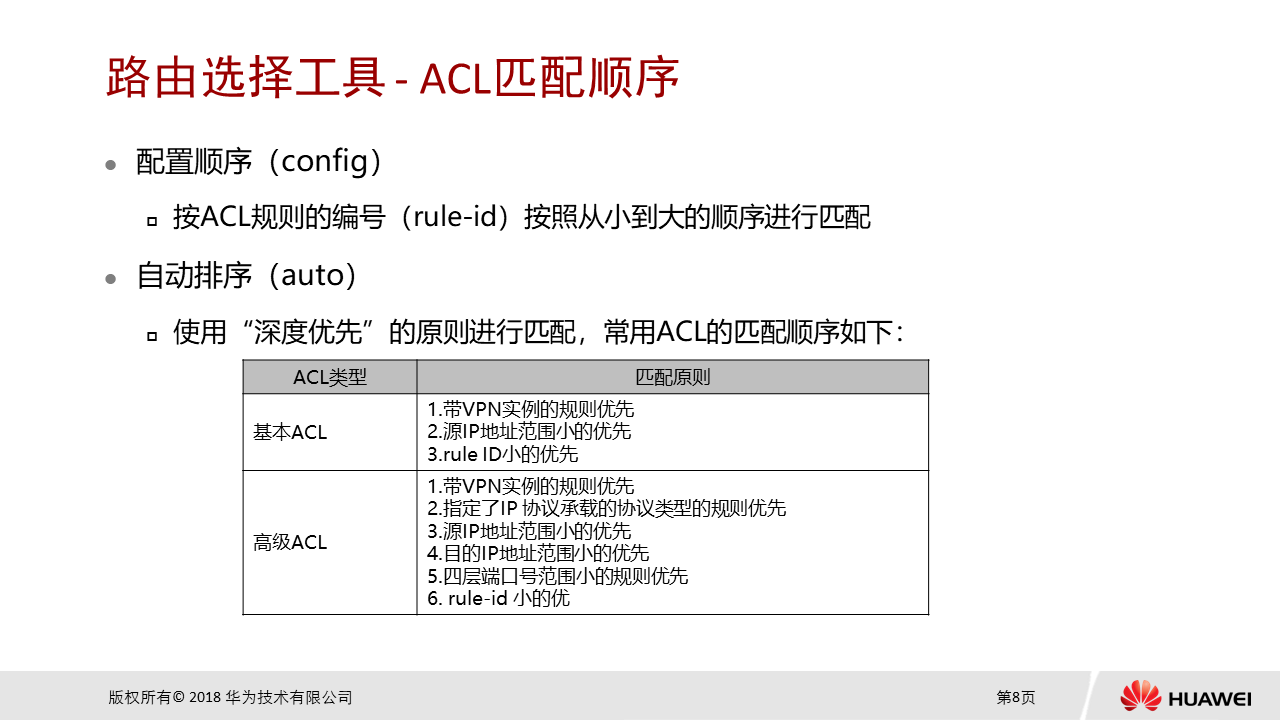 路由选择工具 - ACL匹配顺序
配置顺序（config）
按ACL规则的编号（rule-id）按照从小到大的顺序进行匹配
自动排序（auto）
使用“深度优先”的原则进行匹配，常用ACL的匹配顺序如下：
ACL类型
匹配原则
基本ACL
1.带VPN实例的规则优先
2.源IP地址范围小的优先
3.rule ID小的优先
高级ACL
1.带VPN实例的规则优先
2.指定了IP 协议承载的协议类型的规则优先
3.源IP地址范围小的优先
4.目的IP地址范围小的优先
5.四层端口号范围小的规则优先
6. rule-id 小的优
版权所有© 2018 华为技术有限公司
第8页
HUAWEI